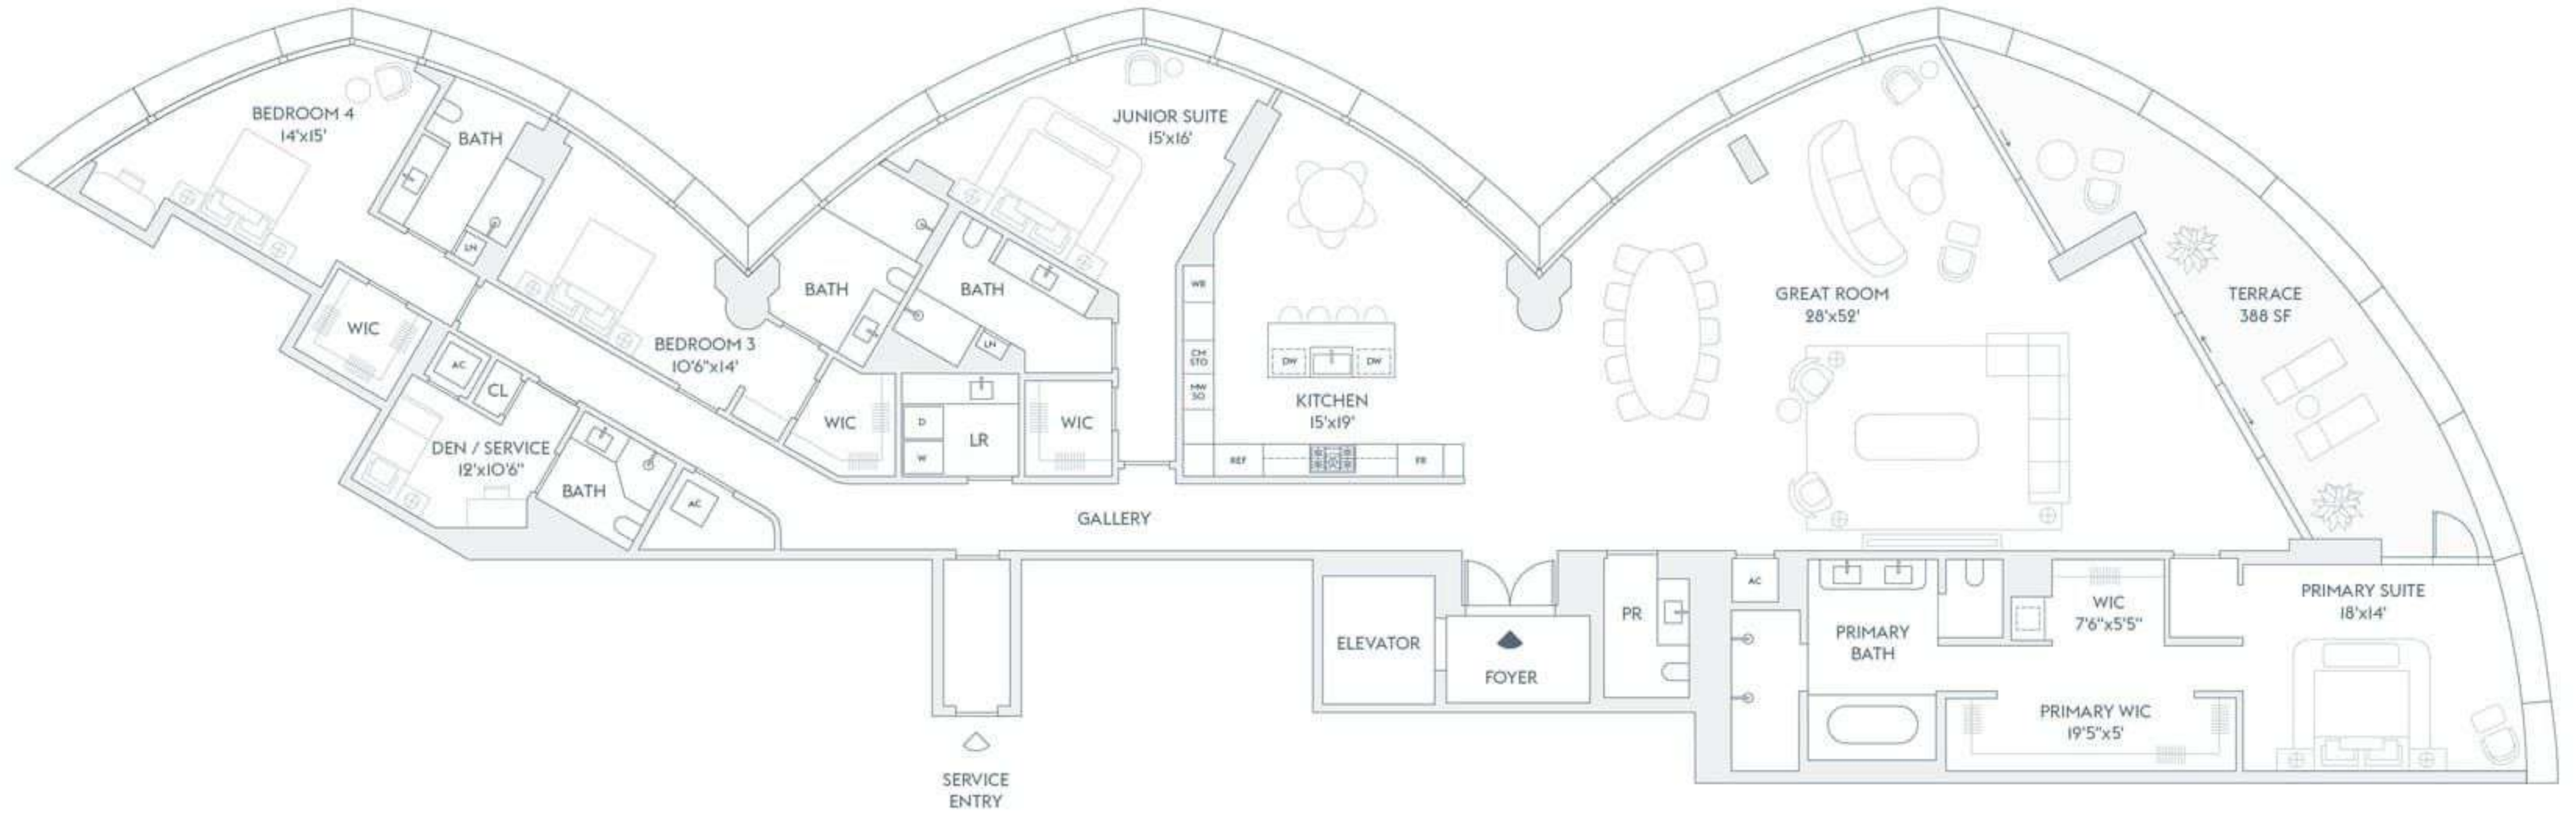 BEDROOM 4
14'x15'
BATH
LN
WIC
AC
CL
DEN / SERVICE
12'x10'6"
BATH
AC
BEDROOM 3
10'6"x14'
BATH
WIC
BATH
LN
D
W
LR
WIC
JUNIOR SUITE
15'x16'
WR
CM
STO
MW
SO
DW
DW
KITCHEN
15'x19'
REF
FR
GALLERY
GREAT ROOM
28'x52'
TERRACE
388 SF
SERVICE
ENTRY
ELEVATOR
FOYER
PR
AC
PRIMARY
BATH
WIC
7'6"x5'5"
PRIMARY WIC
19'5"x5'
PRIMARY SUITE
18'x14'